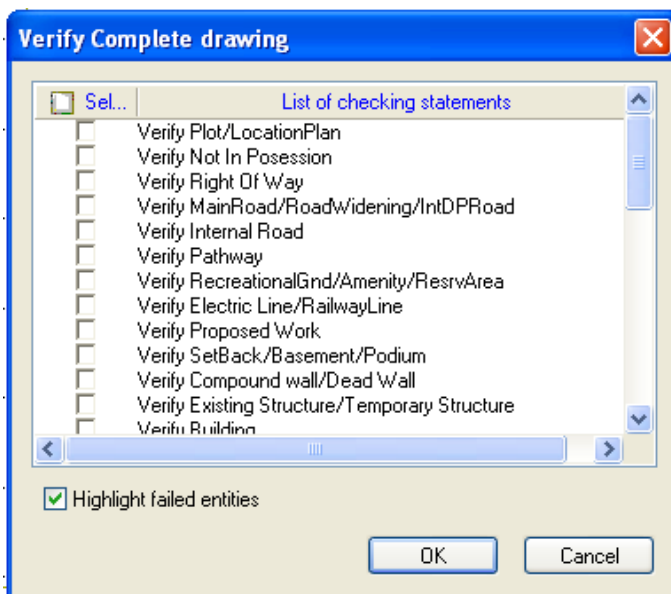 Verify Complete drawing
Sel... List of checking statements
Verify Plot/LocationPlan
Verify Not In Posession
Verify Right Of Way
Verify MainRoad/RoadWidening/IntDPRoad
Verify Internal Road
Verify Pathway
Verify RecreationalGnd/Amenity/ResrvArea
Verify Electric Line/RailwayLine
Verify Proposed Work
Verify SetBack/Basement/Podium
Verify Compound wall/Dead Wall
Verify Existing Structure/Temporary Structure
Verify Building
Highlight failed entities
OK Cancel